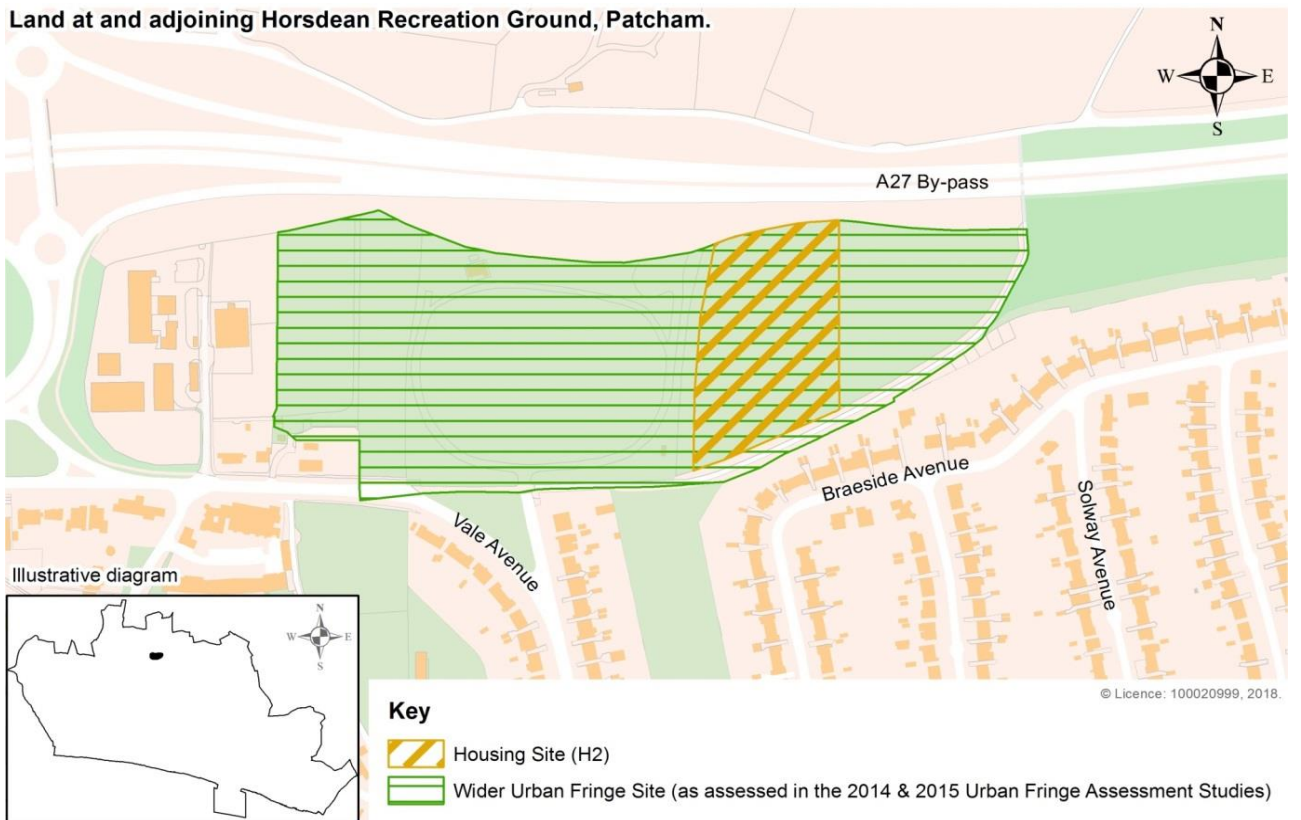 Land at and adjoining Horsdean Recreation Ground, Patcham.
N
W
E
S
A27 By-pass
Braeside Avenue
Vale Avenue
Solway Avenue
Illustrative diagram
N
W
E
S
© Licence: 100020999, 2018.
Key
Housing Site (H2)
Wider Urban Fringe Site (as assessed in the 2014 & 2015 Urban Fringe Assessment Studies)